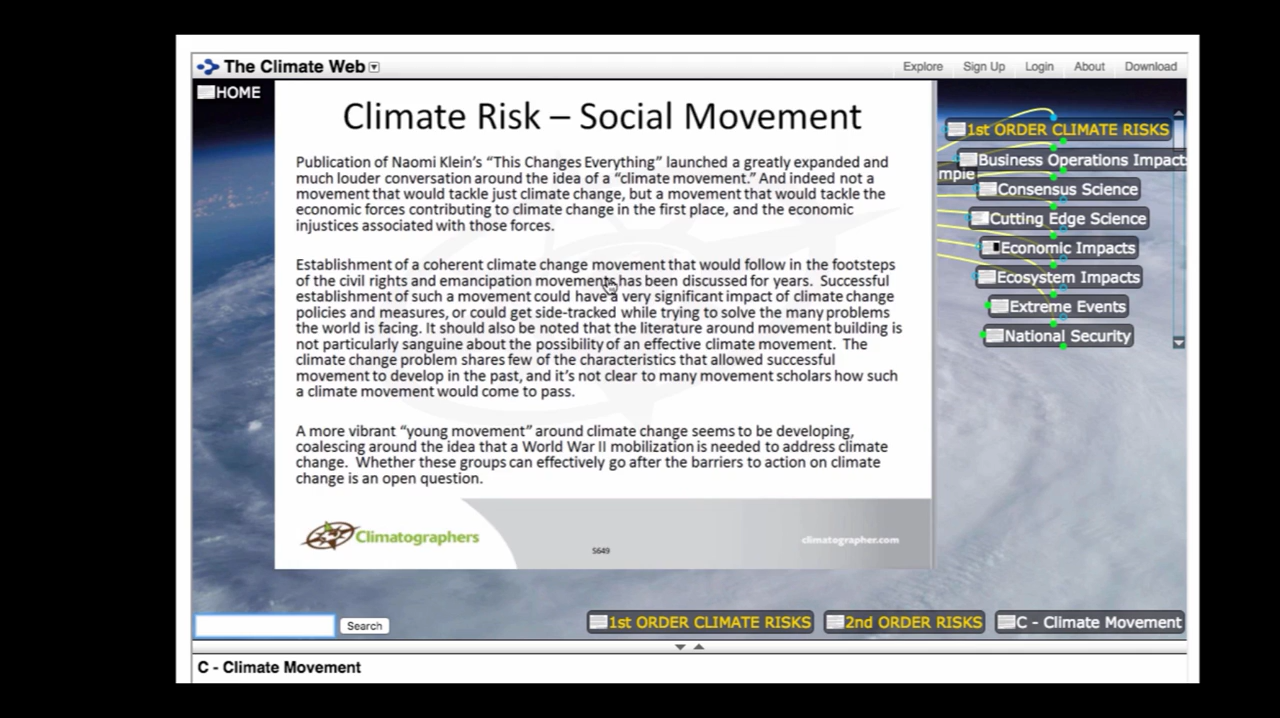 The Climate Web
Explore Sign Up Login About Download
HOME
Climate Risk – Social Movement
Publication of Naomi Klein's "This Changes Everything" launched a greatly expanded and
much louder conversation around the idea of a "climate movement." And indeed not a
movement that would tackle just climate change, but a movement that would tackle the
economic forces contributing to climate change in the first place, and the economic
injustices associated with those forces.
Establishment of a coherent climate change movement that would follow in the footsteps
of the civil rights and emancipation movements has been discussed for years. Successful
establishment of such a movement could have a very significant impact of climate change
policies and measures, or could get side-tracked while trying to solve the many problems
the world is facing. It should also be noted that the literature around movement building is
not particularly sanguine about the possibility of an effective climate movement. The
climate change problem shares few of the characteristics that allowed successful
movement to develop in the past, and it's not clear to many movement scholars how such
a climate movement would come to pass.
A more vibrant "young movement" around climate change seems to be developing,
coalescing around the idea that a World War II mobilization is needed to address climate
change. Whether these groups can effectively go after the barriers to action on climate
change is an open question.
Climatographers
S649
climatographer.com
1st ORDER CLIMATE RISKS
Business Operations Impacts
mple
Consensus Science
Cutting Edge Science
Economic Impacts
Ecosystem Impacts
Extreme Events
National Security
Search
1st ORDER CLIMATE RISKS 2nd ORDER RISKS C - Climate Movement
C - Climate Movement